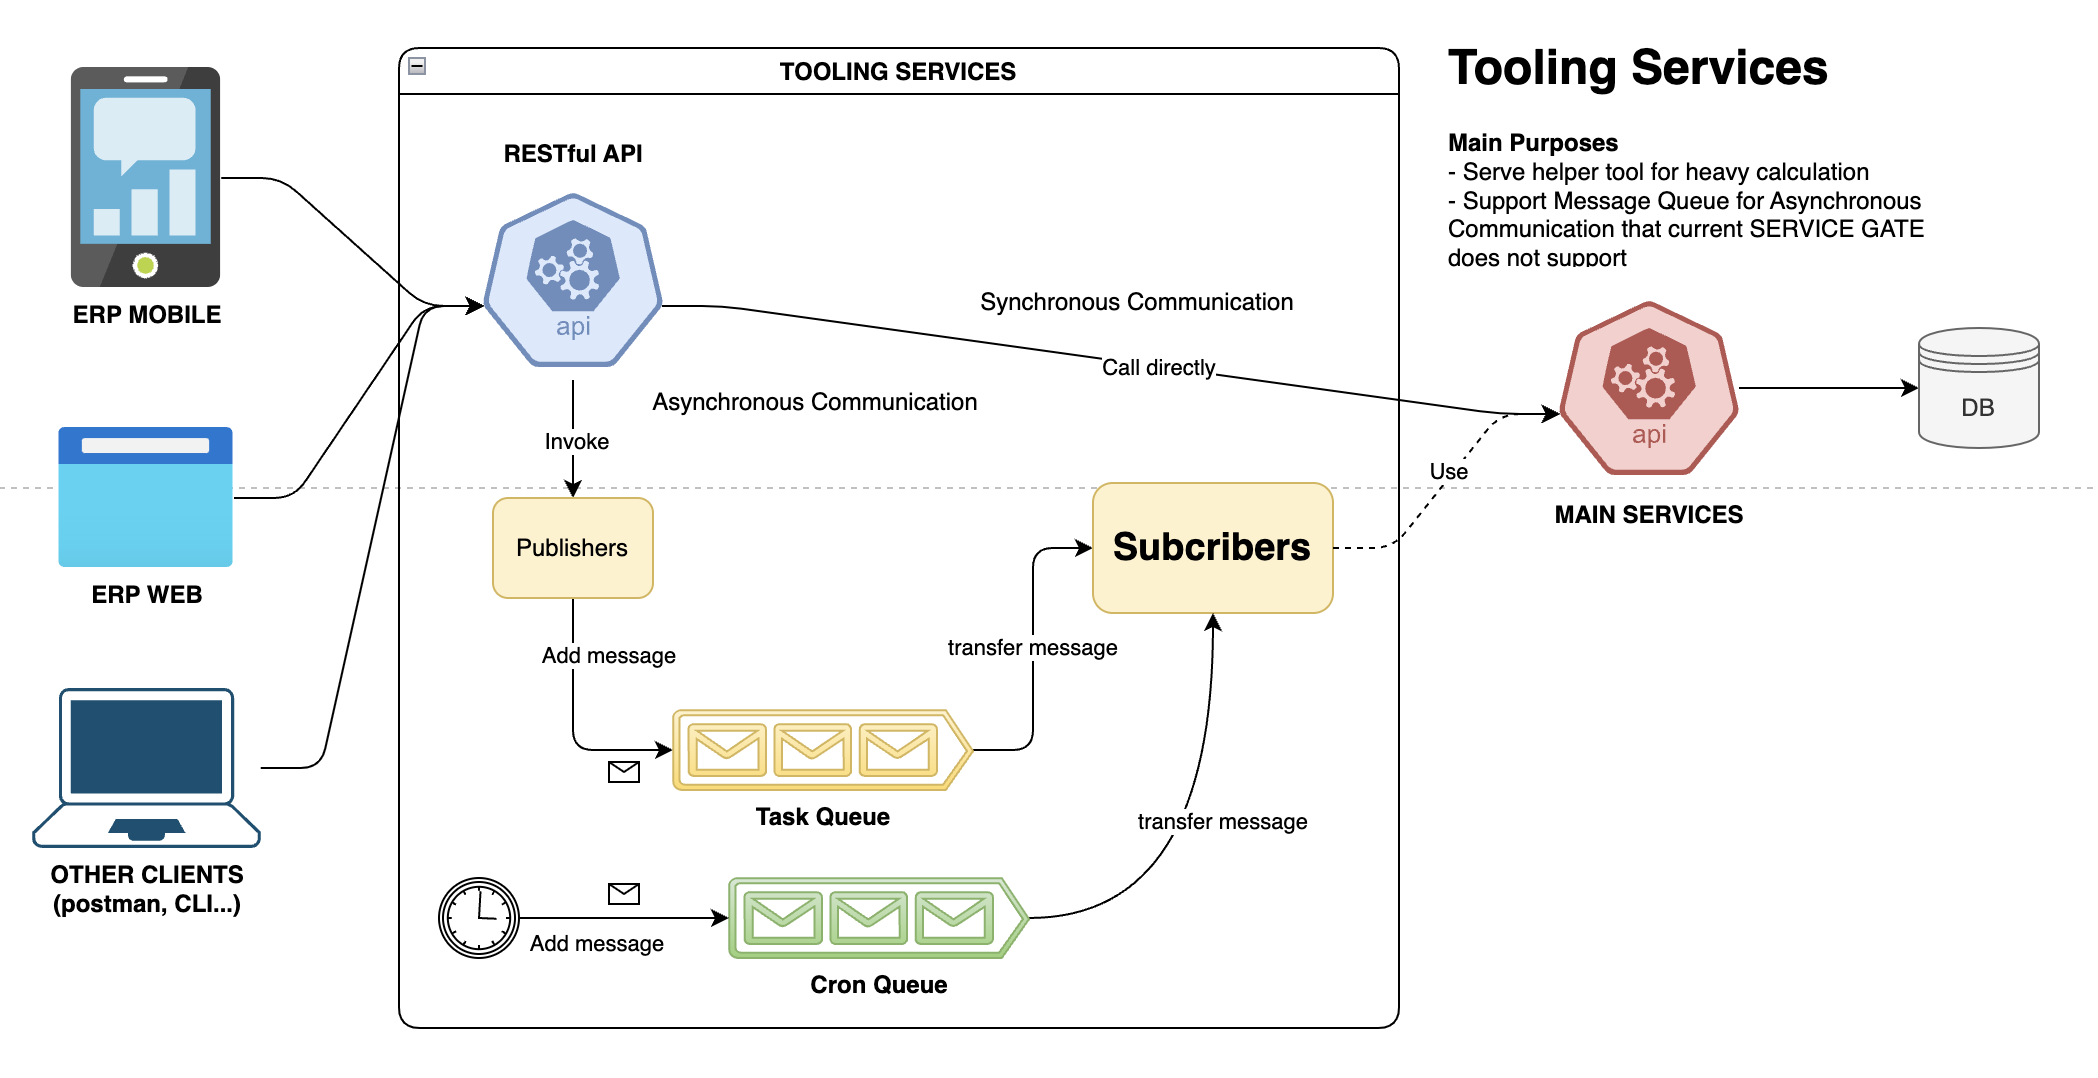 TOOLING SERVICES
Tooling Services
Main Purposes
- Serve helper tool for heavy calculation
- Support Message Queue for Asynchronous
Communication that current SERVICE GATE
does not support
RESTful API
api
ERP MOBILE
Synchronous Communication
Call directly
Asynchronous Communication
Invoke
api
DB
Use
MAIN SERVICES
Publishers
Subcribers
ERP WEB
Add message
transfer message
Task Queue
transfer message
OTHER CLIENTS
(postman, CLI...)
Add message
Cron Queue